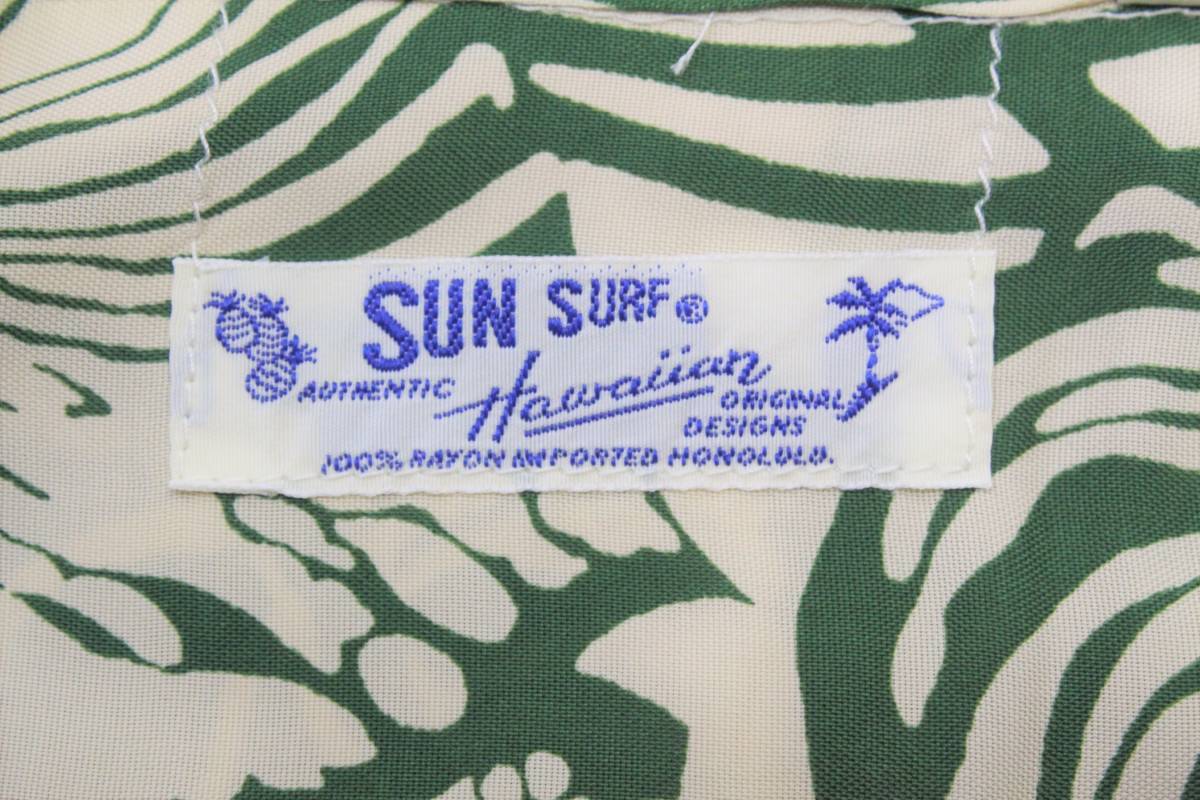 SUN SURF®
AUTHENTIC Hawaiian ORIGINAL
DESIGNS
100% RAYON IMPORTED HONOLULU.